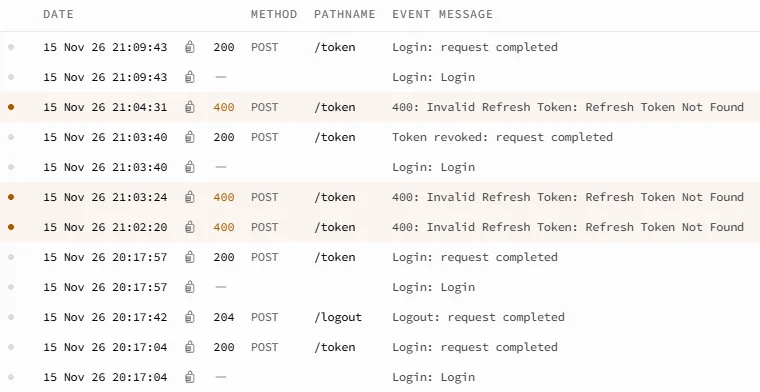 DATE METHOD PATHNAME EVENT MESSAGE
15 Nov 26 21:09:43 200 POST /token Login: request completed
15 Nov 26 21:09:43 — Login: Login
15 Nov 26 21:04:31 400 POST /token 400: Invalid Refresh Token: Refresh Token Not Found
15 Nov 26 21:03:40 200 POST /token Token revoked: request completed
15 Nov 26 21:03:40 — Login: Login
15 Nov 26 21:03:24 400 POST /token 400: Invalid Refresh Token: Refresh Token Not Found
15 Nov 26 21:02:20 400 POST /token 400: Invalid Refresh Token: Refresh Token Not Found
15 Nov 26 20:17:57 200 POST /token Login: request completed
15 Nov 26 20:17:57 — Login: Login
15 Nov 26 20:17:42 204 POST /logout Logout: request completed
15 Nov 26 20:17:04 200 POST /token Login: request completed
15 Nov 26 20:17:04 — Login: Login